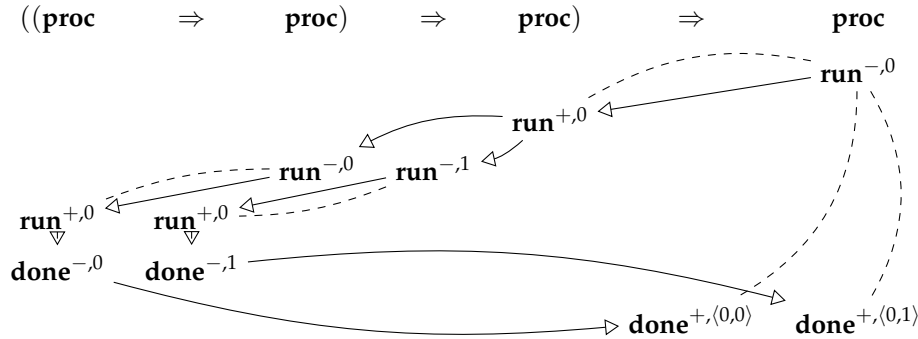 ((proc ⇒ proc) ⇒ proc) ⇒ proc
run⁻,⁰
run⁺,⁰
run⁻,⁰ run⁻,¹
run⁺,⁰ run⁺,⁰
done⁻,⁰ done⁻,¹
done⁺,⟨⁰,⁰⟩ done⁺,⟨⁰,¹⟩